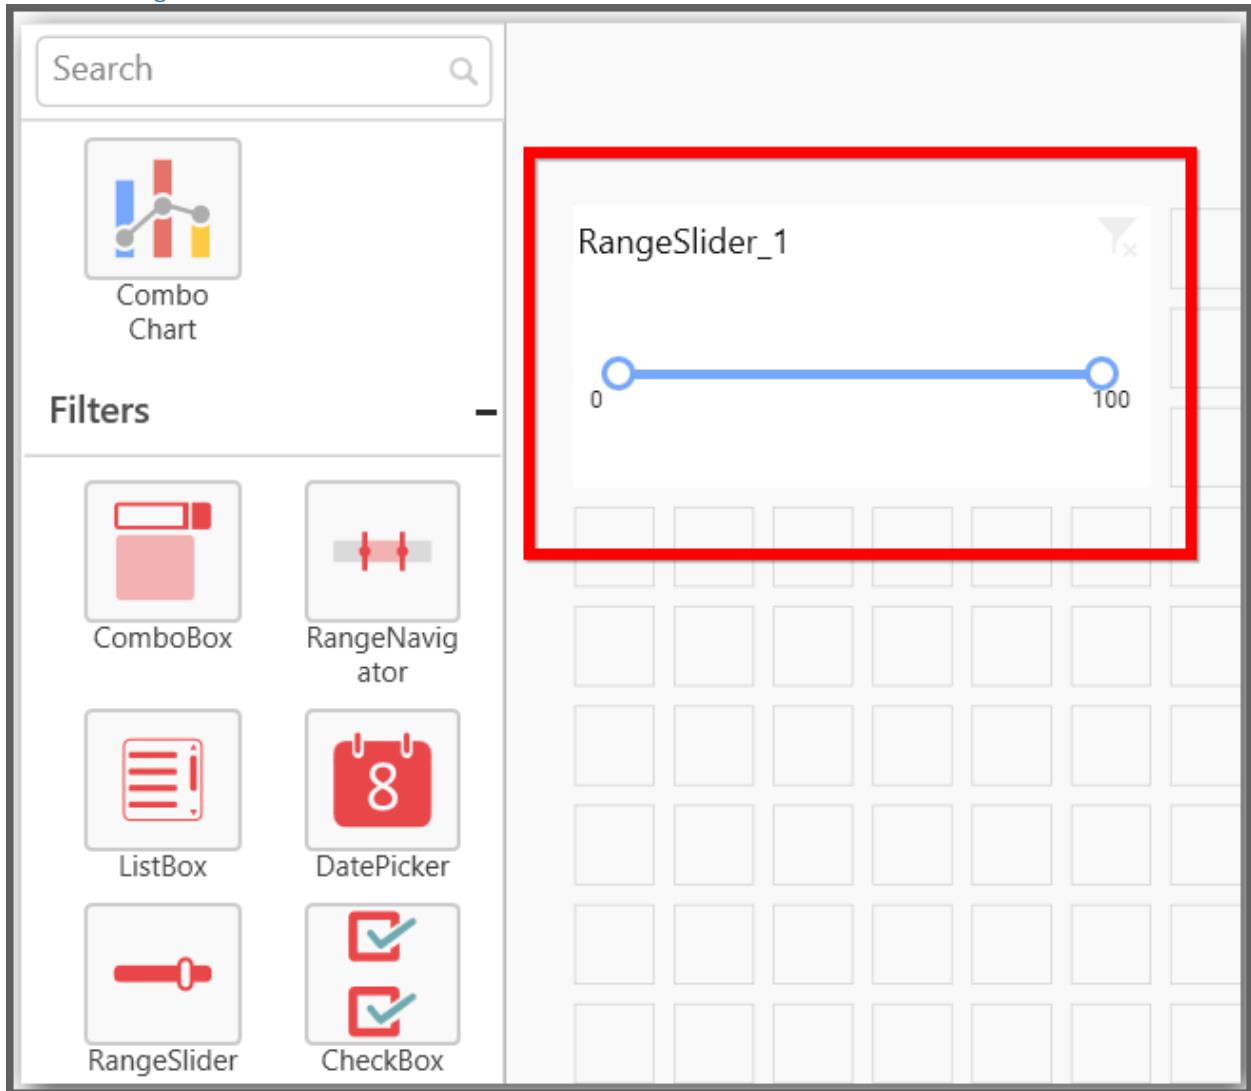 Search
Combo
Chart
Filters
ComboBox
RangeNavig
ator
ListBox
8
DatePicker
RangeSlider
CheckBox
RangeSlider_1
0
100